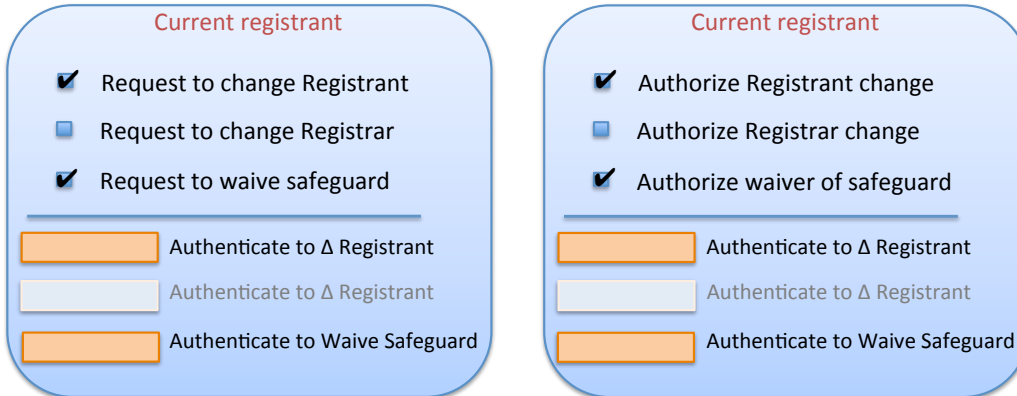 Current registrant
Request to change Registrant
Request to change Registrar
Request to waive safeguard
Authenticate to Δ Registrant
Authenticate to Δ Registrant
Authenticate to Waive Safeguard
Current registrant
Authorize Registrant change
Authorize Registrar change
Authorize waiver of safeguard
Authenticate to Δ Registrant
Authenticate to Δ Registrant
Authenticate to Waive Safeguard